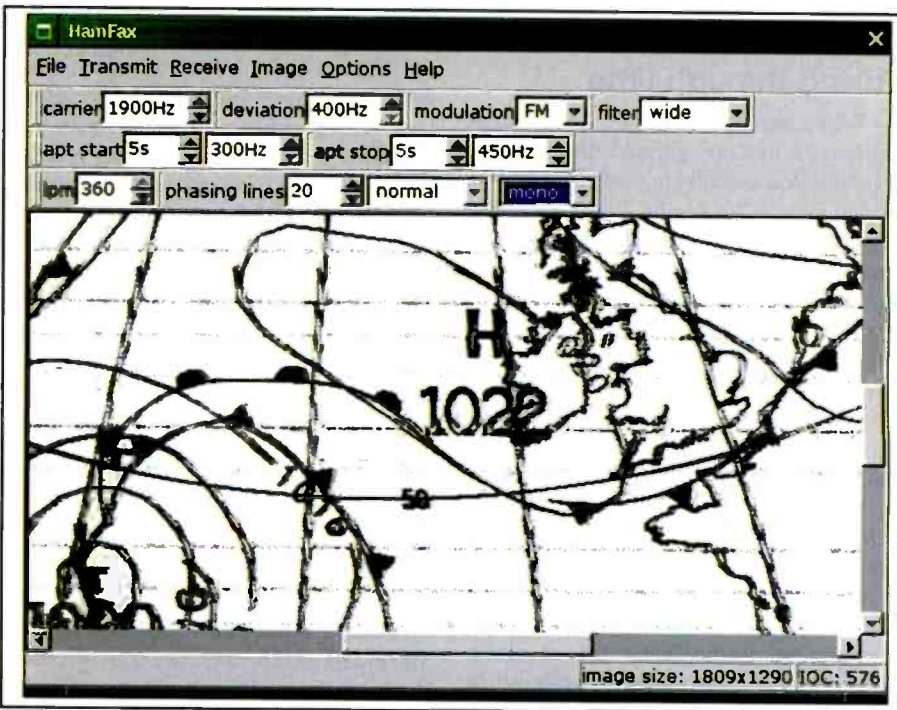 HamFax
File Transmit Receive Image Options Help
carrier 1900Hz deviation 400Hz modulation FM filter wide
apt start 5s 300Hz apt stop 5s 450Hz
lpm 360 phasing lines 20 normal mono
H
1022
50
T
image size: 1809x1290 IOC: 576